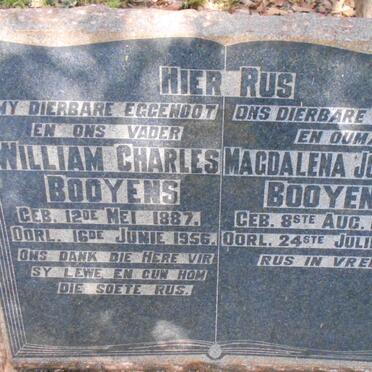 HIER RUS
MY DIERBARE EGGENOOT
EN ONS VADER
WILLIAM CHARLES
BOOYENS
GEB. 12DE MEI 1887.
OORL. 16DE JUNIE 1956.
ONS DANK DIE HERE VIR
SY LEWE, EN GUN HOM
DIE SOETE RUS.
ONS DIERBARE
EN OUMA
MAGDALENA
BOOYEN
GEB. 8STE AUG.
OORL. 24STE JULIE
RUS IN VREE